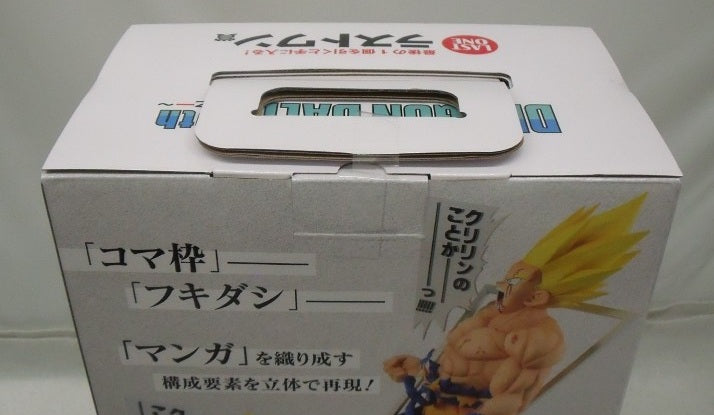 LAST
ONE
ラストワン賞
最後の1個を引くと手に入る!
クリリンの
ことか
っ!!!!!
「コマ枠」
「フキダシ」
「マンガ」を織り成す
構成要素を立体で再現!